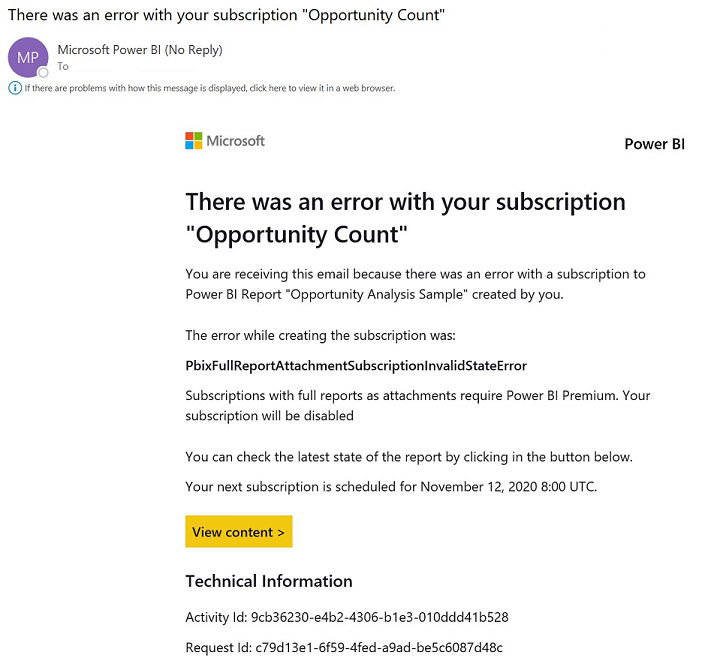 There was an error with your subscription "Opportunity Count"
MP
Microsoft Power BI (No Reply)
To
If there are problems with how this message is displayed, click here to view it in a web browser.
Microsoft
Power BI
There was an error with your subscription
"Opportunity Count"
You are receiving this email because there was an error with a subscription to
Power BI Report "Opportunity Analysis Sample" created by you.
The error while creating the subscription was:
PbixFullReportAttachmentSubscriptionInvalidStateError
Subscriptions with full reports as attachments require Power BI Premium. Your
subscription will be disabled
You can check the latest state of the report by clicking in the button below.
Your next subscription is scheduled for November 12, 2020 8:00 UTC.
View content >
Technical Information
Activity Id: 9cb36230-e4b2-4306-b1e3-010ddd41b528
Request Id: c79d13e1-6f59-4fed-a9ad-be5c6087d48c